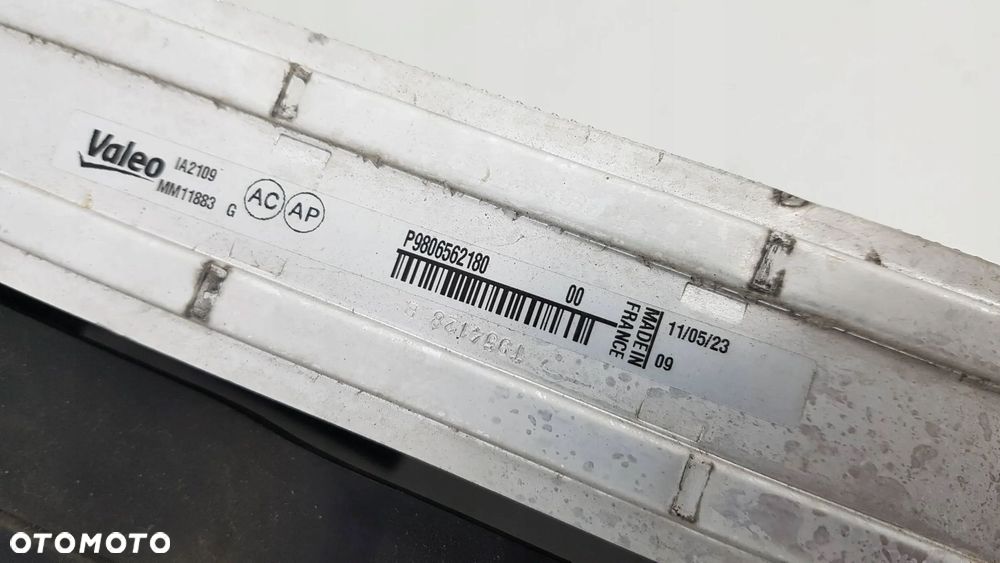 Valeo
IA2109
MM11883 G
AC AP
P9806562180
00
MADE IN
FRANCE
11/05/23
09
OTOMOTO